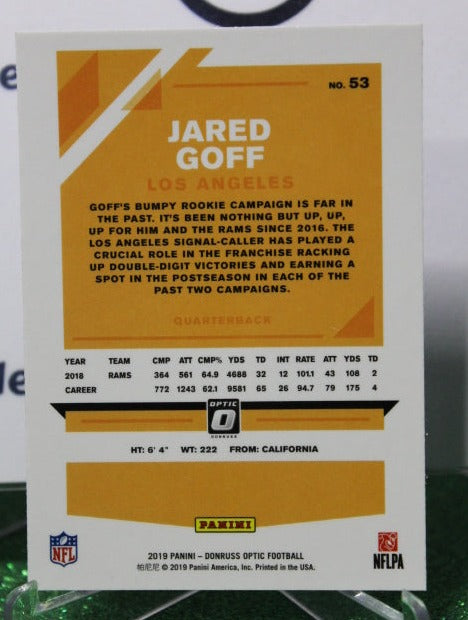 NO. 53
JARED
GOFF
LOS ANGELES
GOFF'S BUMPY ROOKIE CAMPAIGN IS FAR IN
THE PAST. IT'S BEEN NOTHING BUT UP, UP,
UP FOR HIM AND THE RAMS SINCE 2016. THE
LOS ANGELES SIGNAL-CALLER HAS PLAYED A
CRUCIAL ROLE IN THE FRANCHISE RACKING
UP DOUBLE-DIGIT VICTORIES AND EARNING A
SPOT IN THE POSTSEASON IN EACH OF THE
PAST TWO CAMPAIGNS.
QUARTERBACK
YEAR TEAM CMP ATT CMP% YDS TD INT RATE ATT YDS TD
2018 RAMS 364 561 64.9 4688 32 12 101.1 43 108 2
CAREER 772 1243 62.1 9581 65 26 94.7 79 175 4
OPTIC
DONRUSS
HT: 6' 4" WT: 222 FROM: CALIFORNIA
PANINI
NFL
NFLPA
2019 PANINI – DONRUSS OPTIC FOOTBALL
帕尼尼 © 2019 Panini America, Inc. Printed in the USA.